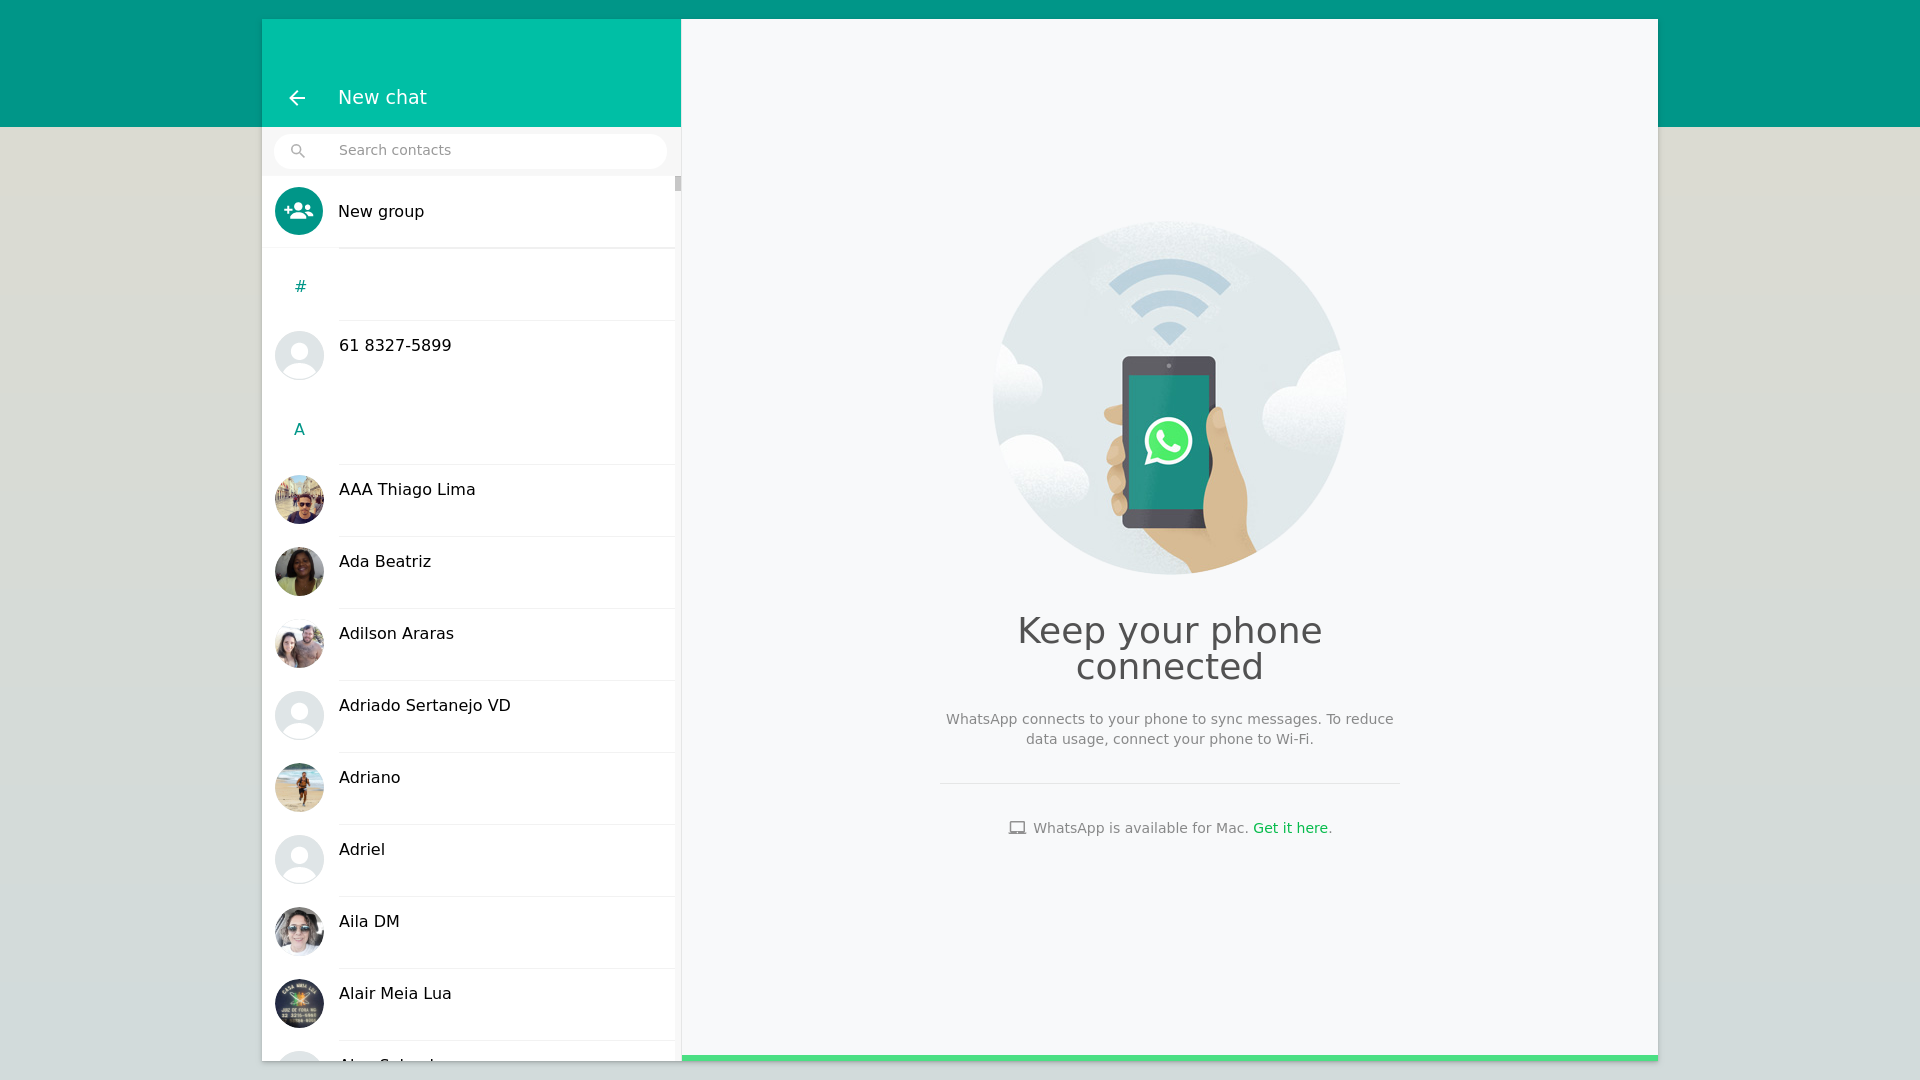 New chat
Search contacts
New group
#
61 8327-5899
A
AAA Thiago Lima
Ada Beatriz
Adilson Araras
Adriado Sertanejo VD
Adriano
Adriel
Aila DM
Alair Meia Lua
Keep your phone
connected
WhatsApp connects to your phone to sync messages. To reduce
data usage, connect your phone to Wi-Fi.
WhatsApp is available for Mac. Get it here.